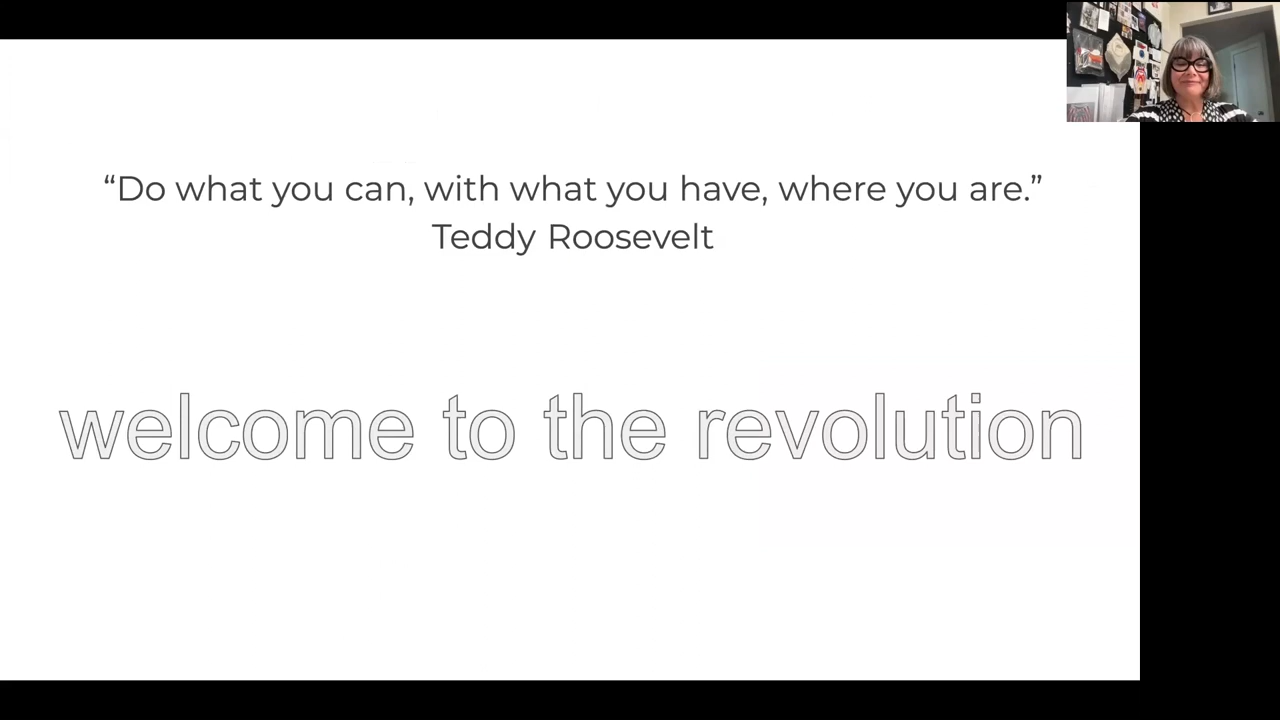 “Do what you can, with what you have, where you are.”
Teddy Roosevelt
welcome to the revolution